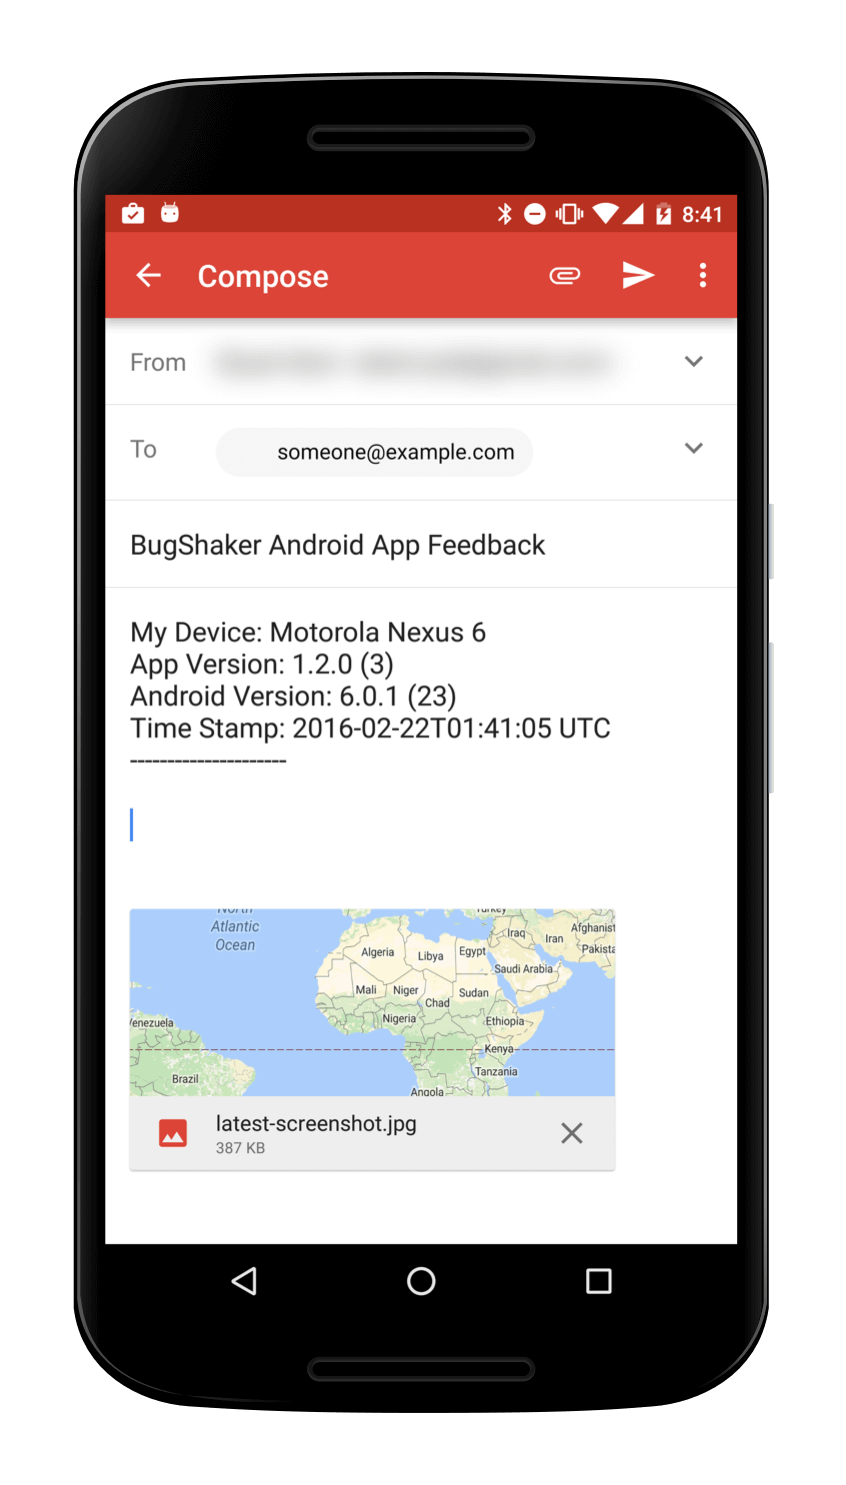 8:41
Compose
From
To
someone@example.com
BugShaker Android App Feedback
My Device: Motorola Nexus 6
App Version: 1.2.0 (3)
Android Version: 6.0.1 (23)
Time Stamp: 2016-02-22T01:41:05 UTC
---------------------
North
Atlantic
Ocean
Turkey
Afghanist
Iraq
Iran
Pakista
Algeria
Libya
Egypt
Saudi Arabia
Mali
Niger
Chad
Sudan
Nigeria
Ethiopia
enezuela
Kenya
Tanzania
Brazil
Angola
latest-screenshot.jpg
387 KB